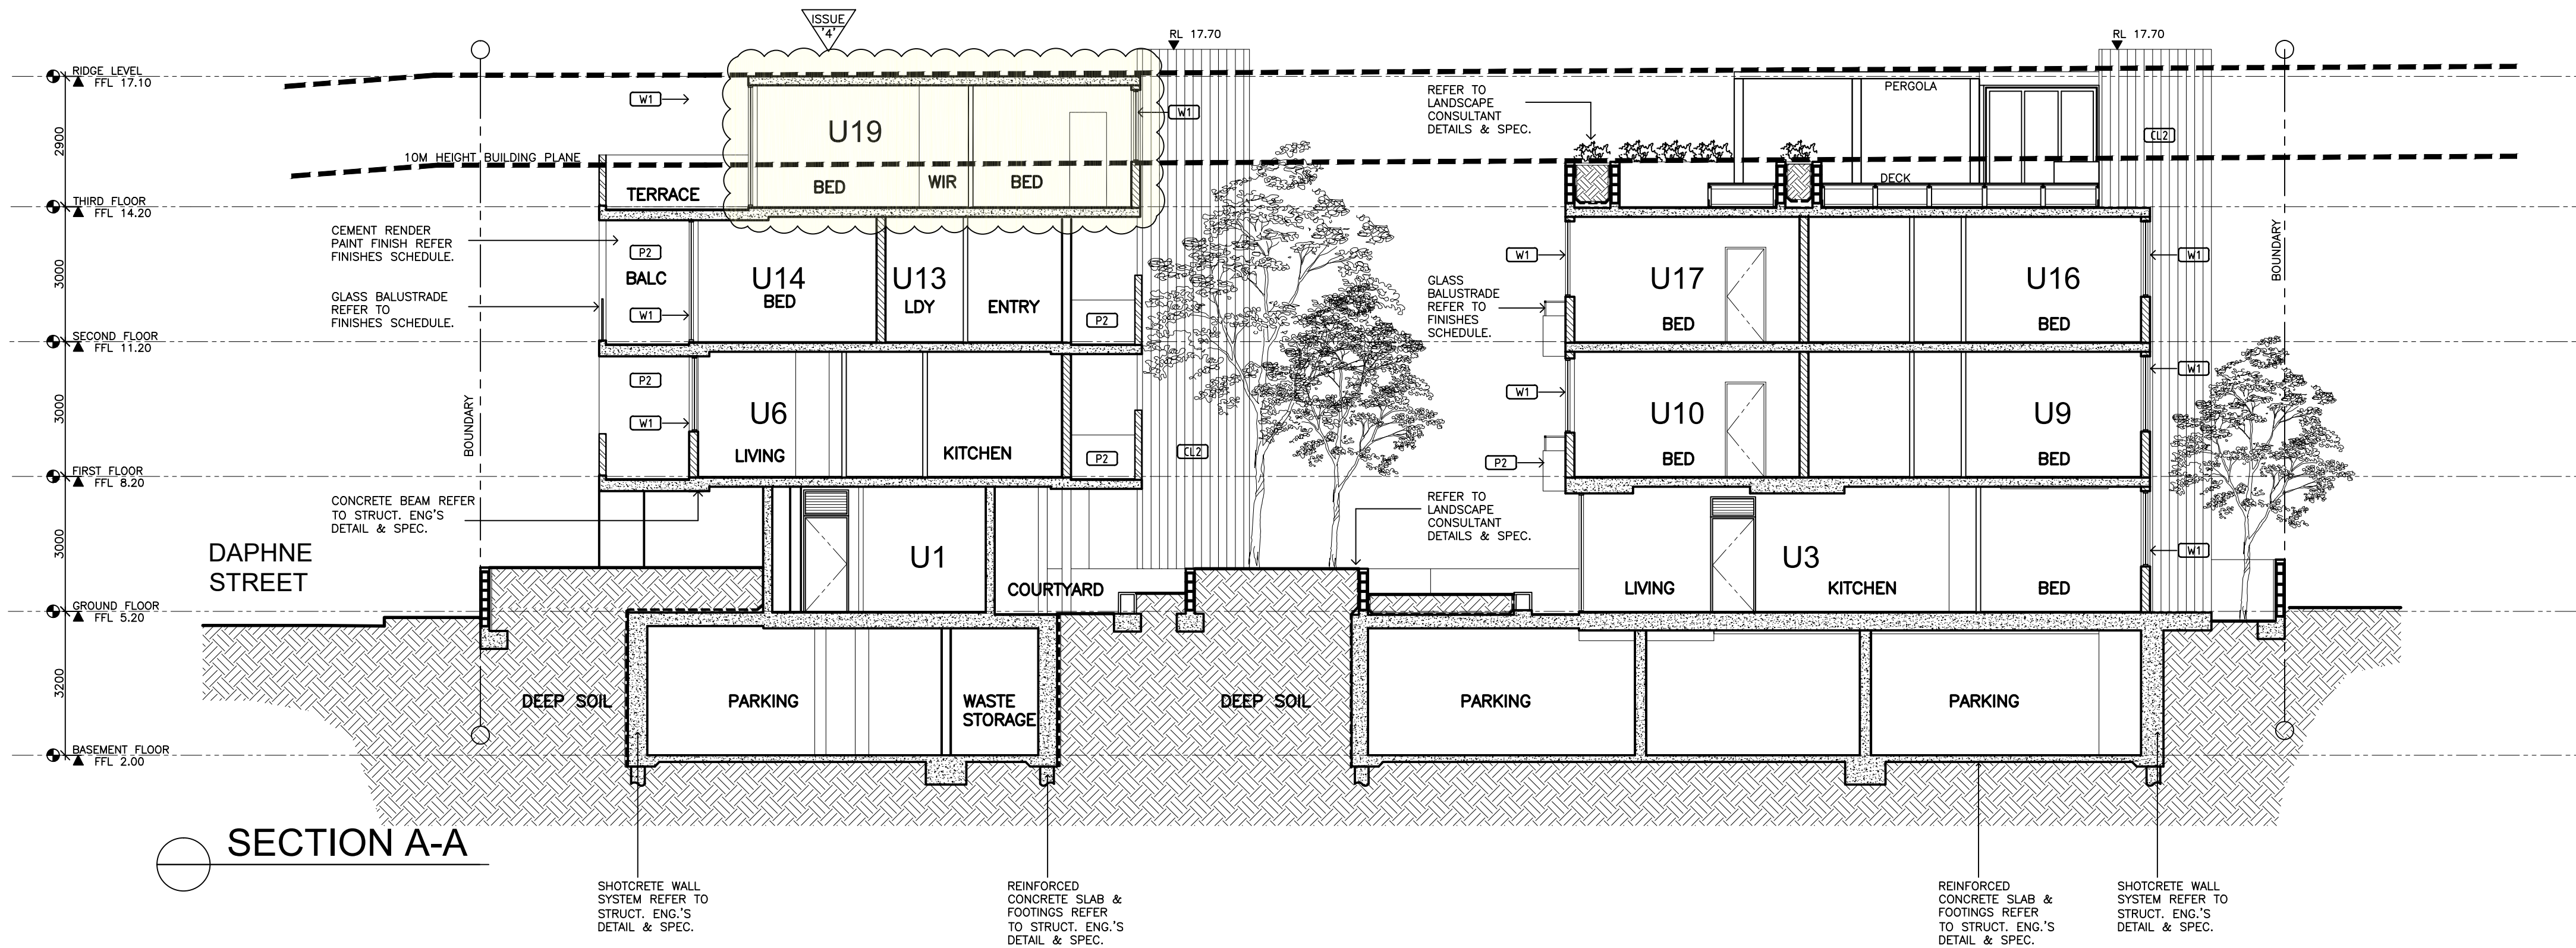 ISSUE
'4'
RL 17.70
RL 17.70
RIDGE LEVEL
FFL 17.10
2900
10M HEIGHT BUILDING PLANE
W1
U19
BED
WIR
BED
W1
TERRACE
REFER TO
LANDSCAPE
CONSULTANT
DETAILS & SPEC.
PERGOLA
DECK
CL2
THIRD FLOOR
FFL 14.20
3000
CEMENT RENDER
PAINT FINISH REFER
FINISHES SCHEDULE.
GLASS BALUSTRADE
REFER TO
FINISHES SCHEDULE.
P2
BALC
W1
U14
BED
U13
LDY
ENTRY
P2
W1
GLASS
BALUSTRADE
REFER TO
FINISHES
SCHEDULE.
U17
BED
U16
BED
W1
BOUNDARY
SECOND FLOOR
FFL 11.20
3000
BOUNDARY
P2
W1
U6
LIVING
KITCHEN
P2
CL2
W1
P2
U10
BED
U9
BED
W1
FIRST FLOOR
FFL 8.20
3000
CONCRETE BEAM REFER
TO STRUCT. ENG'S
DETAIL & SPEC.
REFER TO
LANDSCAPE
CONSULTANT
DETAILS & SPEC.
DAPHNE
STREET
U1
COURTYARD
LIVING
U3
KITCHEN
BED
W1
GROUND FLOOR
FFL 5.20
3200
DEEP SOIL
PARKING
WASTE
STORAGE
DEEP SOIL
PARKING
PARKING
BASEMENT FLOOR
FFL 2.00
SECTION A-A
SHOTCRETE WALL
SYSTEM REFER TO
STRUCT. ENG.'S
DETAIL & SPEC.
REINFORCED
CONCRETE SLAB &
FOOTINGS REFER
TO STRUCT. ENG.'S
DETAIL & SPEC.
REINFORCED
CONCRETE SLAB &
FOOTINGS REFER
TO STRUCT. ENG.'S
DETAIL & SPEC.
SHOTCRETE WALL
SYSTEM REFER TO
STRUCT. ENG.'S
DETAIL & SPEC.